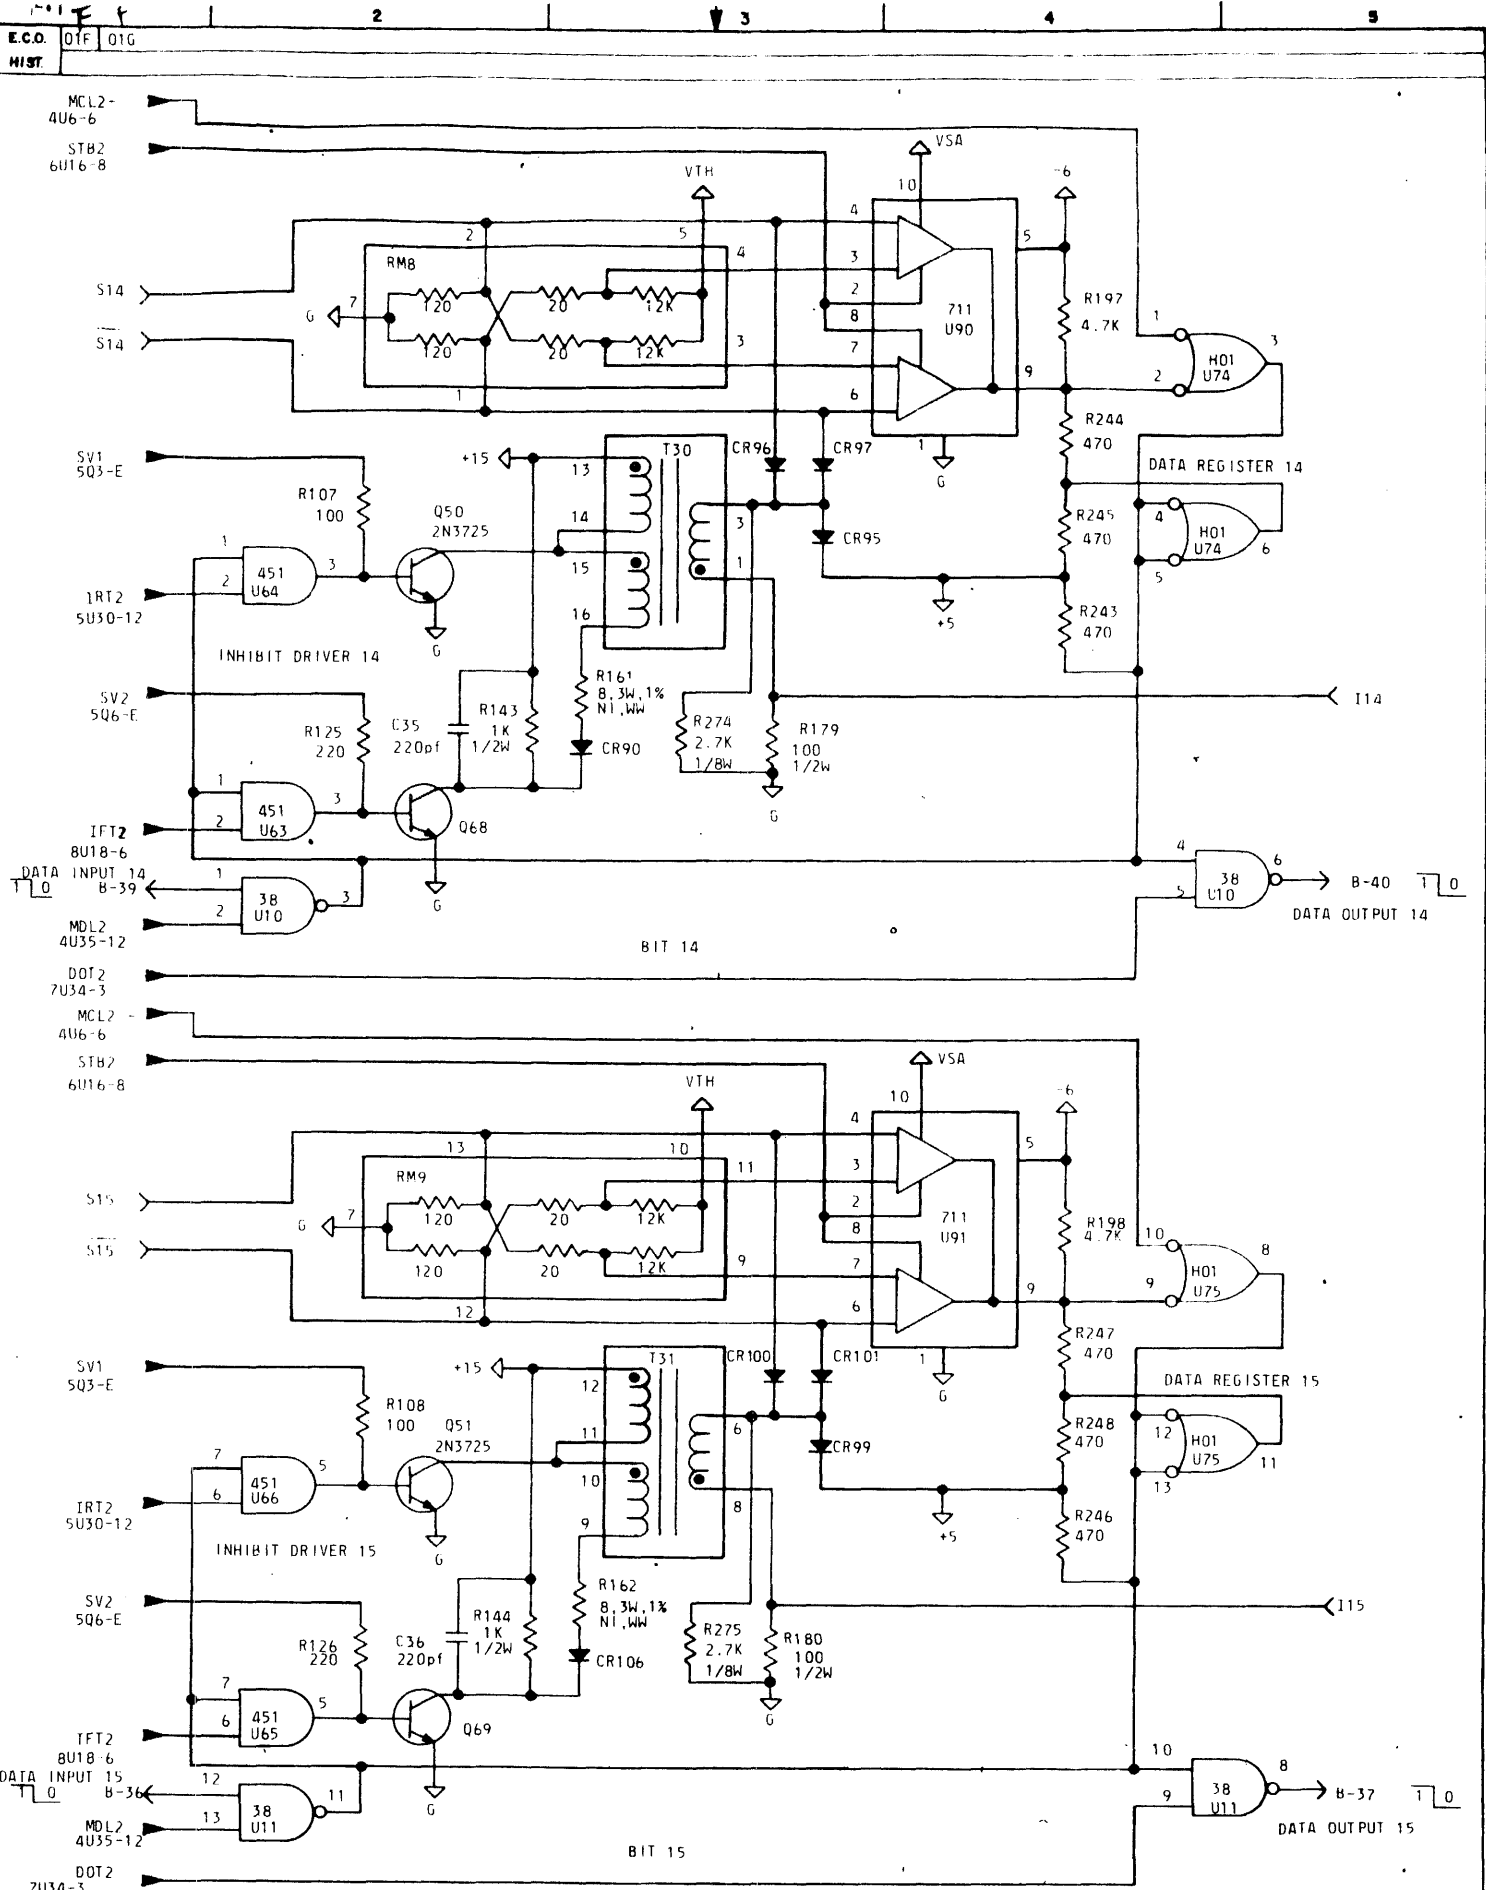 2 3 4 5
E.C.O. 01F 01G
HIST.
MCL2-
4U6-6
STB2
6U16-8
VTH
VSA
-6
10
2 5 4
RM8
4 5
3
2
8
7
6
S14
G 7
120 20 12K
120 20 12K
3
1
S14
711
U90
9
1
G
R197
4.7K
1
2
H01
U74
3
R244
470
SV1
5Q3-E
+15
13
T30
CR96
CR97
DATA REGISTER 14
R107
100
Q50
2N3725
14
3
R245
470
4
H01
U74
6
5
CR95
1
2
451
U64
3
15
1
16
1RT2
5U30-12
G
+5
R243
470
INHIBIT DRIVER 14
SV2
5Q6-E
R161
8,3W,1%
NI,WW
I14
R125
220
C35
220pf
R143
1K
1/2W
CR90
R274
2.7K
1/8W
R179
100
1/2W
G
1
2
451
U63
3
Q68
IFT2
8U18-6
G
DATA INPUT 14
1 0 B-39
1
2
38
U10
3
MDL2
4U35-12
4
5
38
U10
6
B-40 1 0
DATA OUTPUT 14
BIT 14
DOT2
7U34-3
MCL2 -
4U6-6
STB2
6U16-8
VTH
VSA
-6
10
13 10 11
RM9
4 5
3
2
8
7
6
S15
G 7
120 20 12K
120 20 12K
9
12
S15
711
U91
9
1
G
R198
4.7K
10
9
H01
U75
8
R247
470
SV1
5Q3-E
+15
12
T31
CR100
CR101
DATA REGISTER 15
R108
100
Q51
2N3725
11
6
R248
470
12
H01
U75
11
13
CR99
7
6
451
U66
5
10
8
9
IRT2
5U30-12
G
+5
R246
470
INHIBIT DRIVER 15
SV2
5Q6-E
R162
8,3W,1%
NI,WW
I15
R126
220
C36
220pf
R144
1K
1/2W
CR106
R275
2.7K
1/8W
R180
100
1/2W
G
7
6
451
U65
5
Q69
IFT2
8U18-6
G
DATA INPUT 15
1 0 B-36
12
13
38
U11
11
MDL2
4U35-12
10
9
38
U11
8
B-37 1 0
DATA OUTPUT 15
BIT 15
DOT2
7U34-3